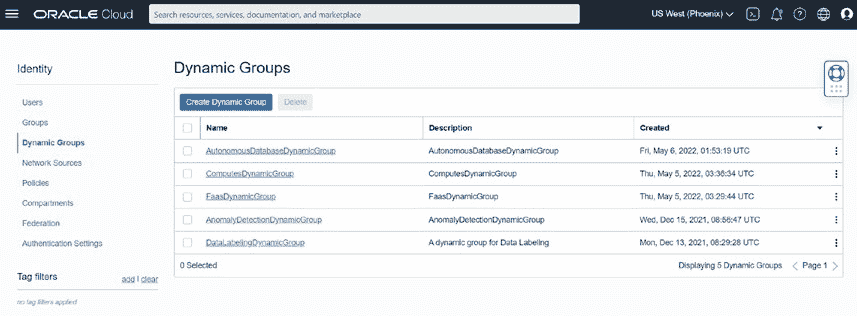 ORACLE Cloud
Search resources, services, documentation, and marketplace
US West (Phoenix)
Identity
Users
Groups
Dynamic Groups
Network Sources
Policies
Compartments
Federation
Authentication Settings
Tag filters add | clear
no tag filters applied
Dynamic Groups
Create Dynamic Group Delete
Name Description Created
AutonomousDatabaseDynamicGroup AutonomousDatabaseDynamicGroup Fri, May 6, 2022, 01:53:19 UTC
ComputesDynamicGroup ComputesDynamicGroup Thu, May 5, 2022, 03:36:34 UTC
FaasDynamicGroup FaasDynamicGroup Thu, May 5, 2022, 03:29:44 UTC
AnomalyDetectionDynamicGroup AnomalyDetectionDynamicGroup Wed, Dec 15, 2021, 08:56:47 UTC
DataLabelingDynamicGroup A dynamic group for Data Labeling Mon, Dec 13, 2021, 08:29:28 UTC
0 Selected Displaying 5 Dynamic Groups Page 1